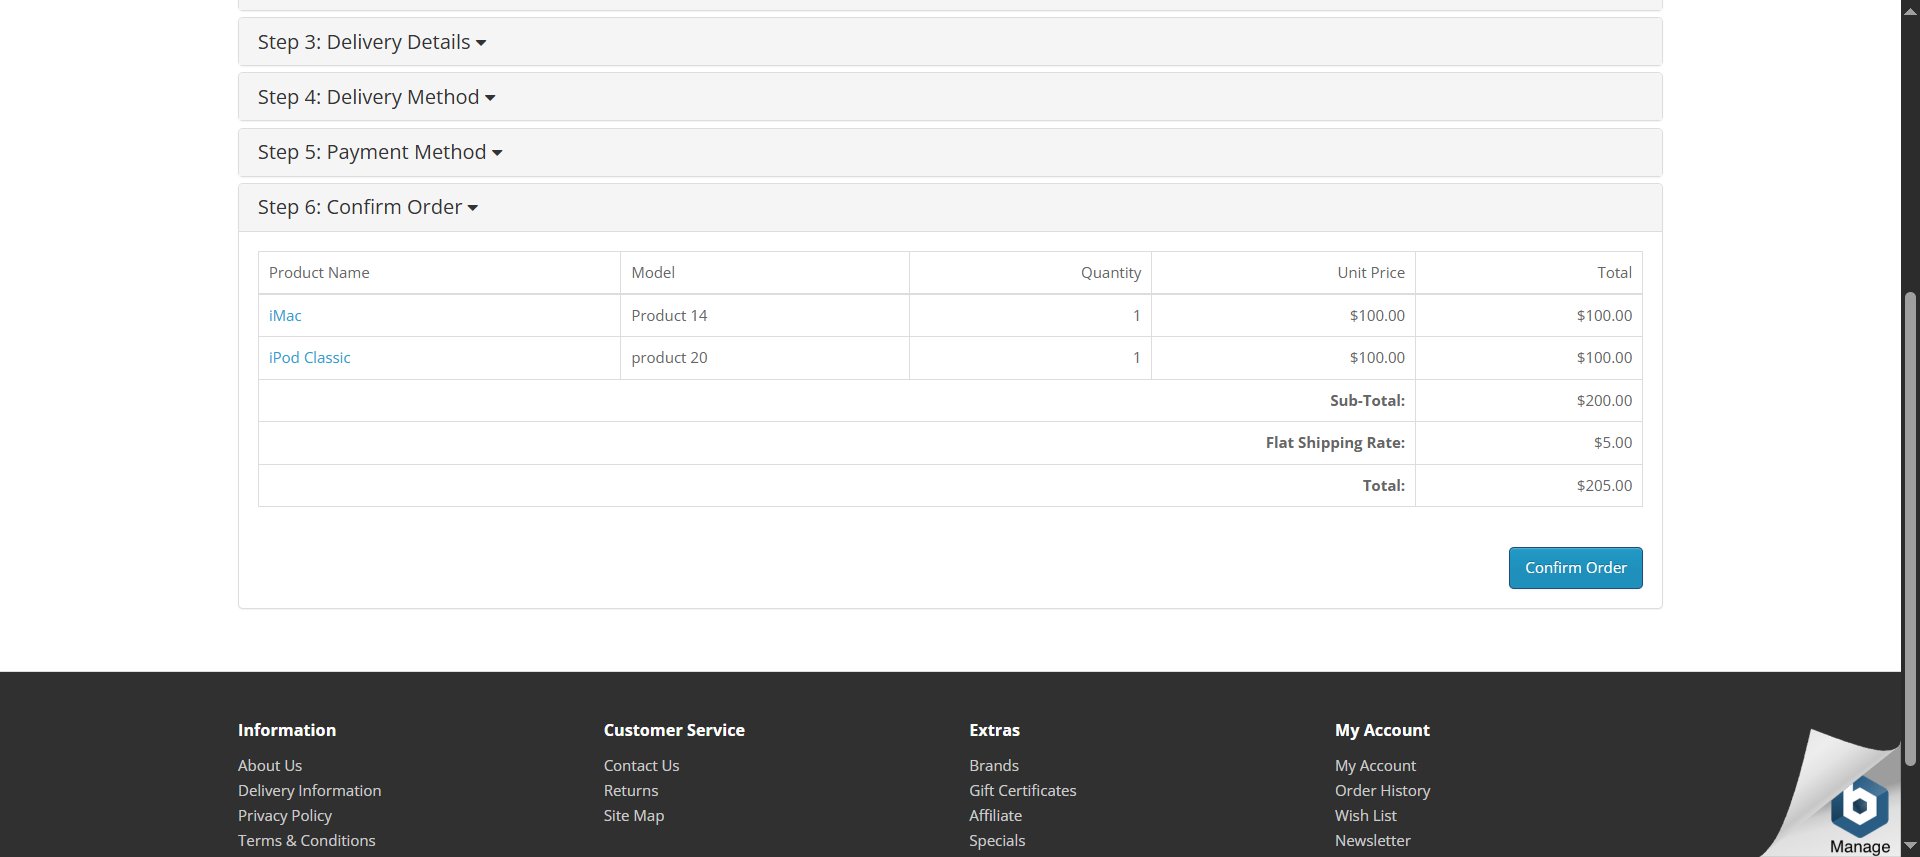 Step 3: Delivery Details
Step 4: Delivery Method
Step 5: Payment Method
Step 6: Confirm Order
Product Name Model Quantity Unit Price Total
iMac Product 14 1 $100.00 $100.00
iPod Classic product 20 1 $100.00 $100.00
Sub-Total: $200.00
Flat Shipping Rate: $5.00
Total: $205.00
Confirm Order
Information
About Us
Delivery Information
Privacy Policy
Terms & Conditions
Customer Service
Contact Us
Returns
Site Map
Extras
Brands
Gift Certificates
Affiliate
Specials
My Account
My Account
Order History
Wish List
Newsletter
b
Manage